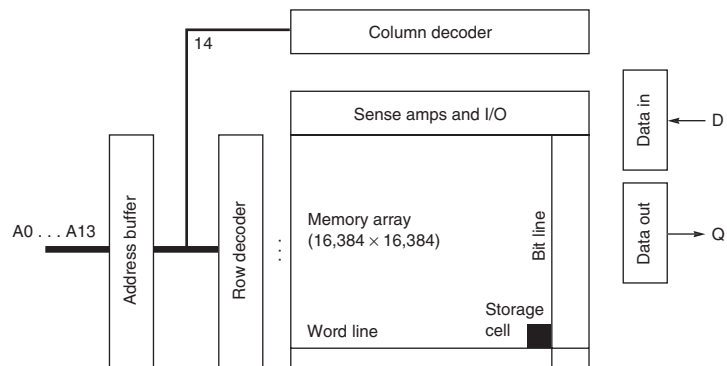 Column decoder
14
Sense amps and I/O
Data in
D
A0 . . . A13
Address buffer
Row decoder
. . .
Memory array
(16,384 × 16,384)
Bit line
Data out
Q
Storage
cell
Word line